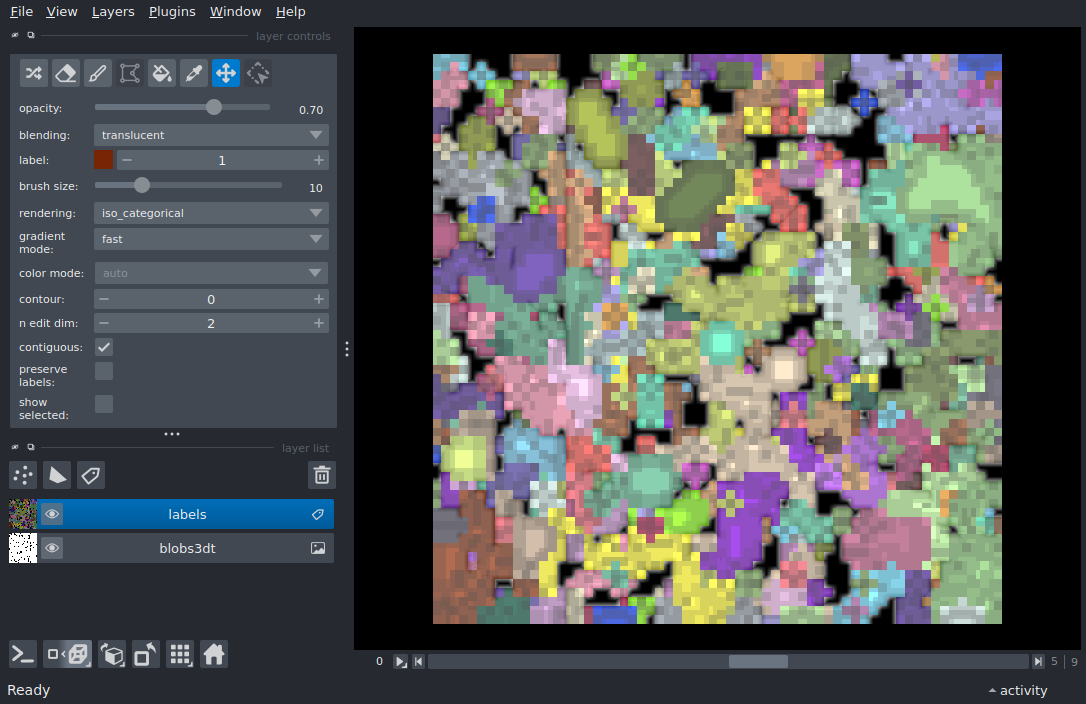 File View Layers Plugins Window Help
layer controls
opacity: 0.70
blending: translucent
label: 1
brush size: 10
rendering: iso_categorical
gradient
mode: fast
color mode: auto
contour: 0
n edit dim: 2
contiguous:
preserve
labels:
show
selected:
layer list
labels
blobs3dt
0 5 9
Ready activity